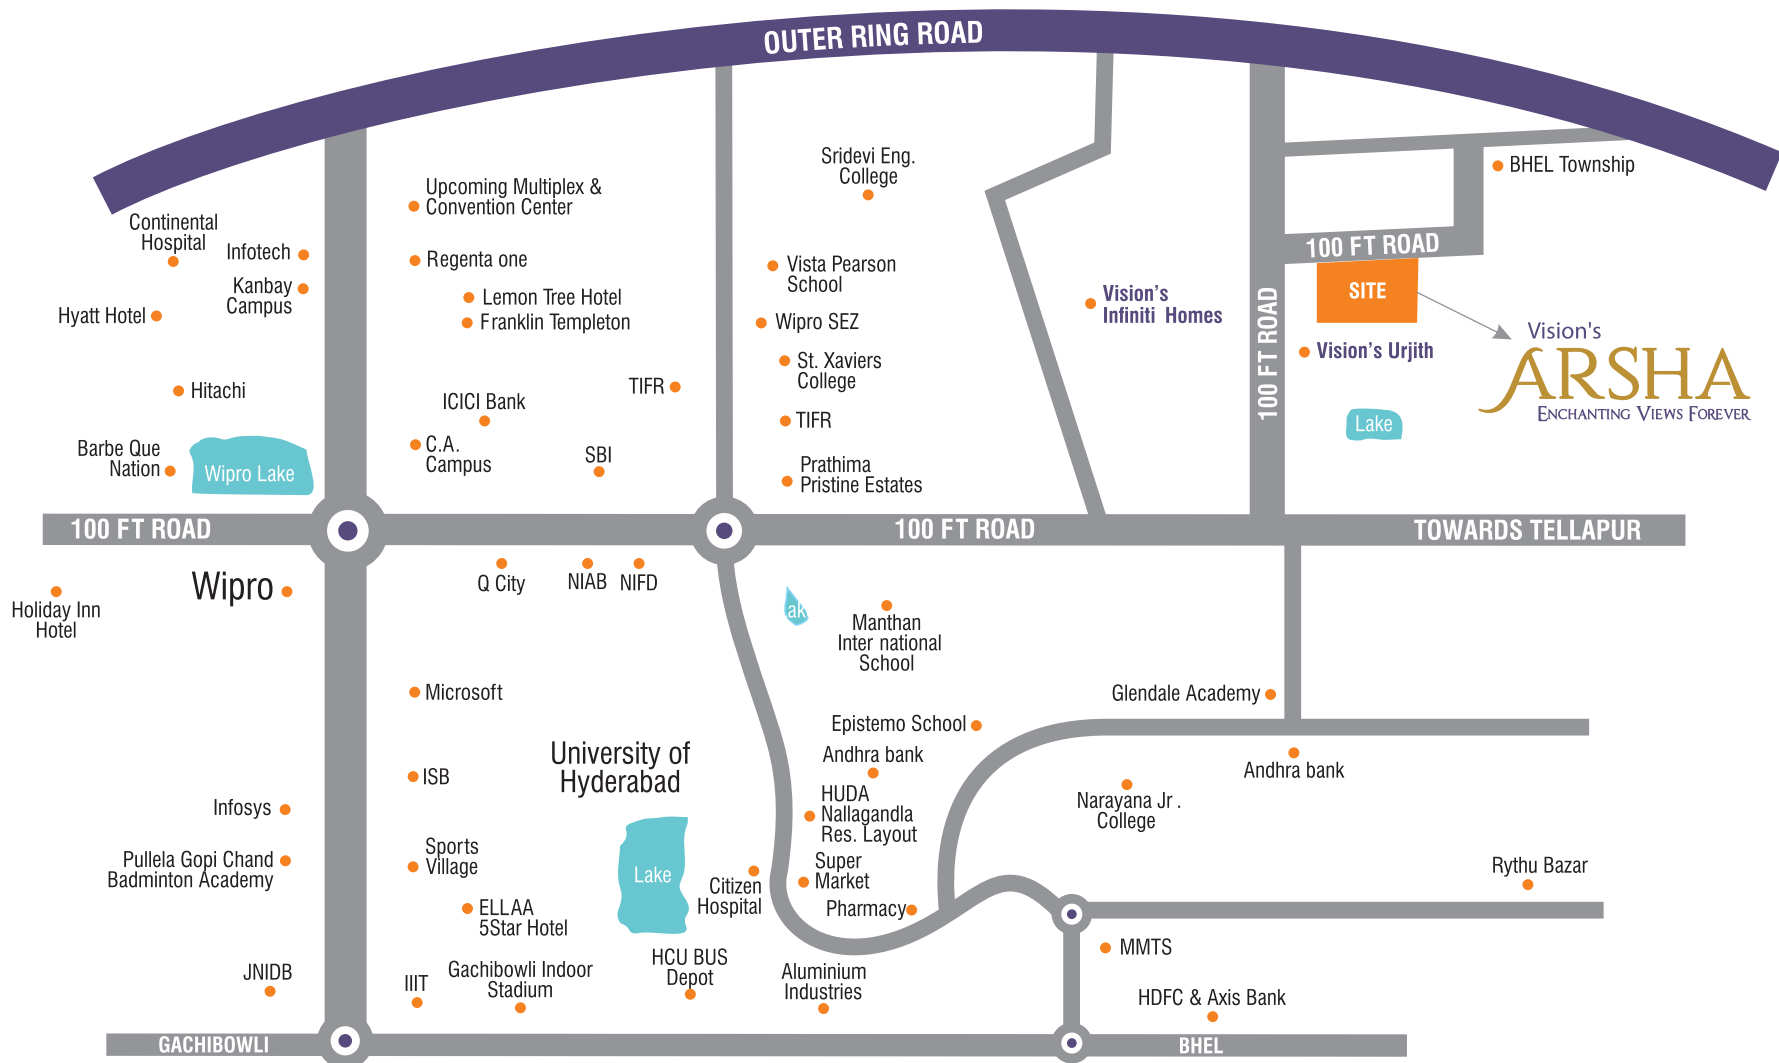 OUTER RING ROAD
Continental
Hospital
Infotech
Kanbay
Campus
Hyatt Hotel
Hitachi
Barbe Que
Nation
Wipro Lake
Upcoming Multiplex &
Convention Center
Regenta one
Lemon Tree Hotel
Franklin Templeton
TIFR
ICICI Bank
C.A.
Campus
SBI
Sridevi Eng.
College
Vista Pearson
School
Wipro SEZ
St. Xaviers
College
TIFR
Prathima
Pristine Estates
Vision's
Infiniti Homes
100 FT ROAD
BHEL Township
100 FT ROAD
SITE
Vision's Urjith
Lake
Vision's
ARSHA
ENCHANTING VIEWS FOREVER
100 FT ROAD
100 FT ROAD
TOWARDS TELLAPUR
Holiday Inn
Hotel
Wipro
Q City
NIAB
NIFD
ak
Manthan
Inter national
School
Microsoft
Glendale Academy
Epistemo School
University of
Hyderabad
Andhra bank
Andhra bank
ISB
HUDA
Nallagandla
Res. Layout
Narayana Jr .
College
Infosys
Pullela Gopi Chand
Badminton Academy
Sports
Village
Lake
Super
Market
Citizen
Hospital
Rythu Bazar
ELLAA
5Star Hotel
Pharmacy
MMTS
JNIDB
IIIT
Gachibowli Indoor
Stadium
HCU BUS
Depot
Aluminium
Industries
HDFC & Axis Bank
GACHIBOWLI
BHEL